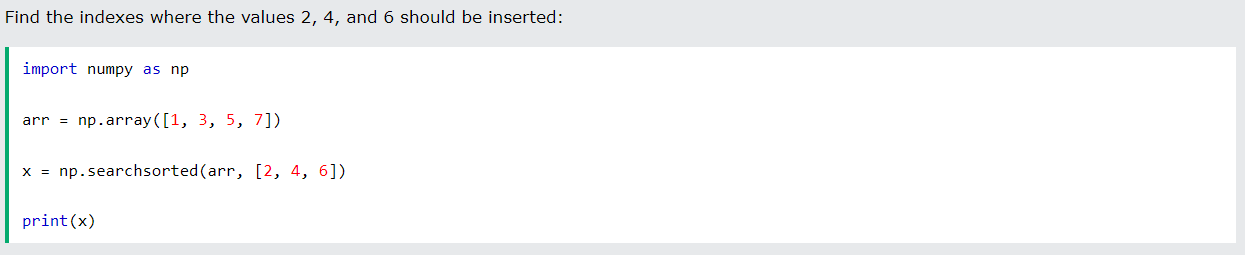 Find the indexes where the values 2, 4, and 6 should be inserted:
import numpy as np
arr = np.array([1, 3, 5, 7])
x = np.searchsorted(arr, [2, 4, 6])
print(x)